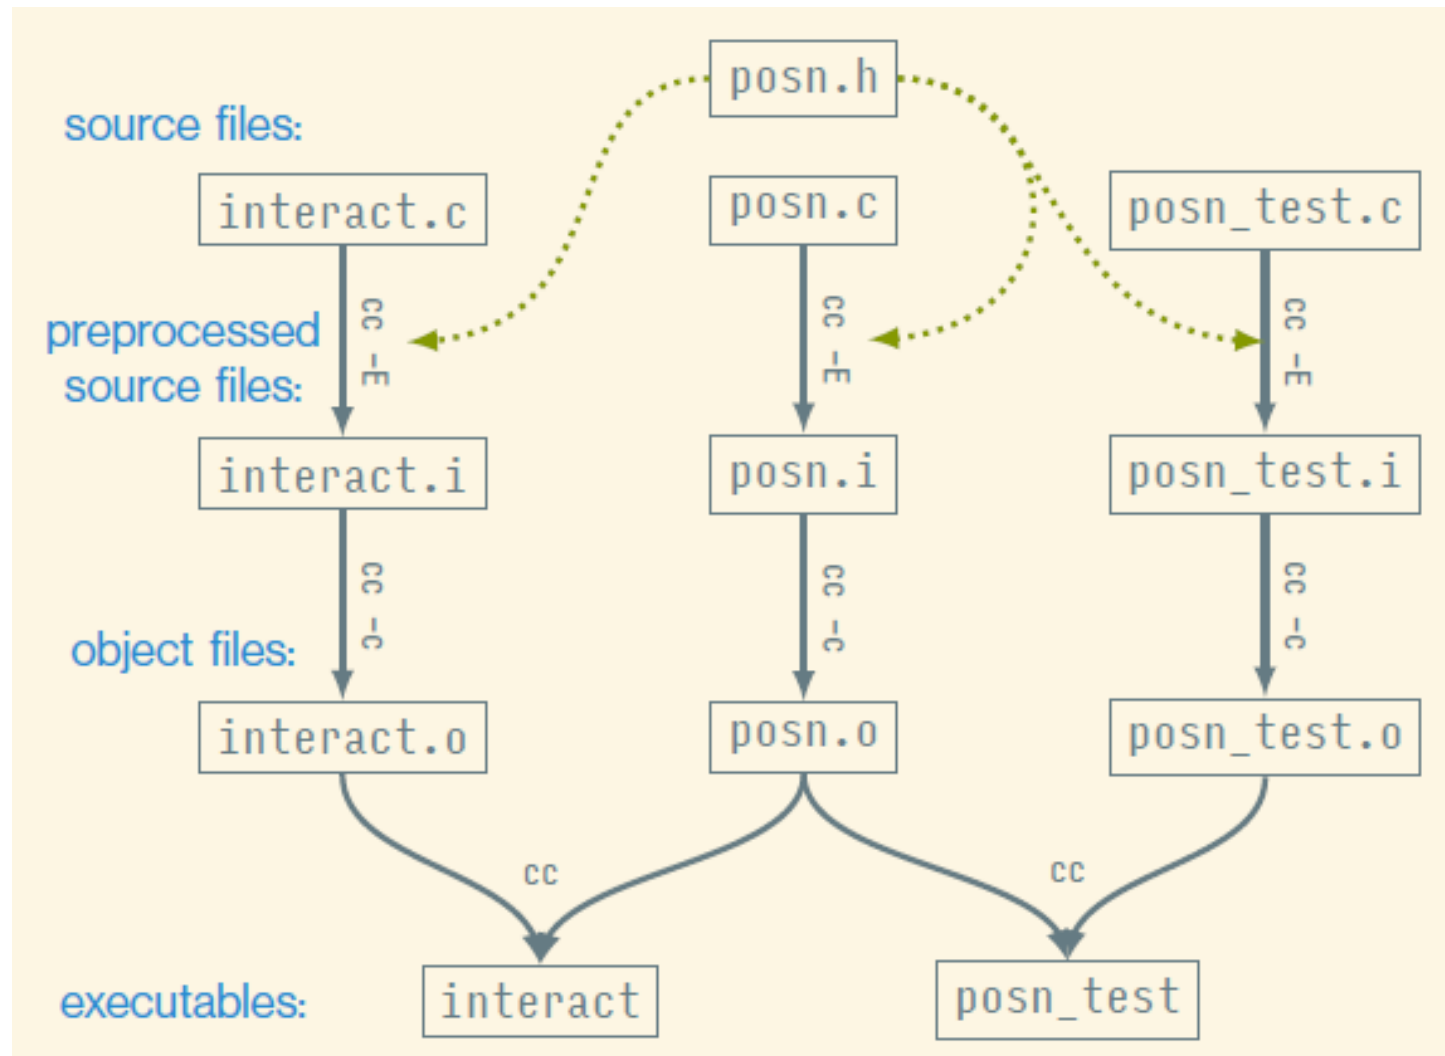 posn.h
source files:
interact.c
posn.c
posn_test.c
cc -E
cc -E
cc -E
preprocessed
source files:
interact.i
posn.i
posn_test.i
cc -c
cc -c
cc -c
object files:
interact.o
posn.o
posn_test.o
cc
cc
executables:
interact
posn_test